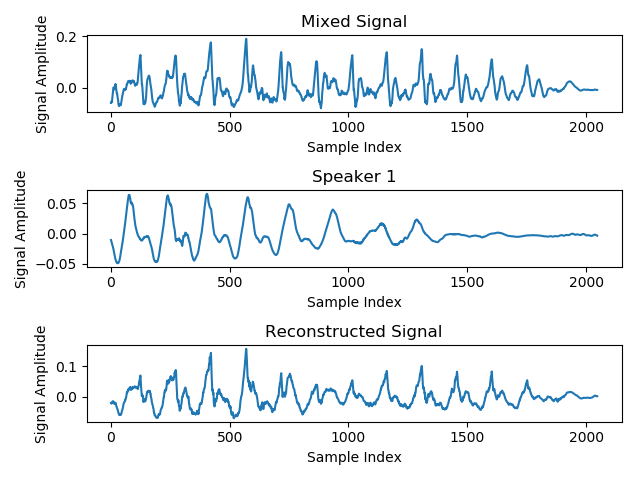 Mixed Signal
Signal Amplitude
0.2
0.0
0 500 1000 1500 2000
Sample Index
Speaker 1
Signal Amplitude
0.05
0.00
−0.05
0 500 1000 1500 2000
Sample Index
Reconstructed Signal
Signal Amplitude
0.1
0.0
0 500 1000 1500 2000
Sample Index